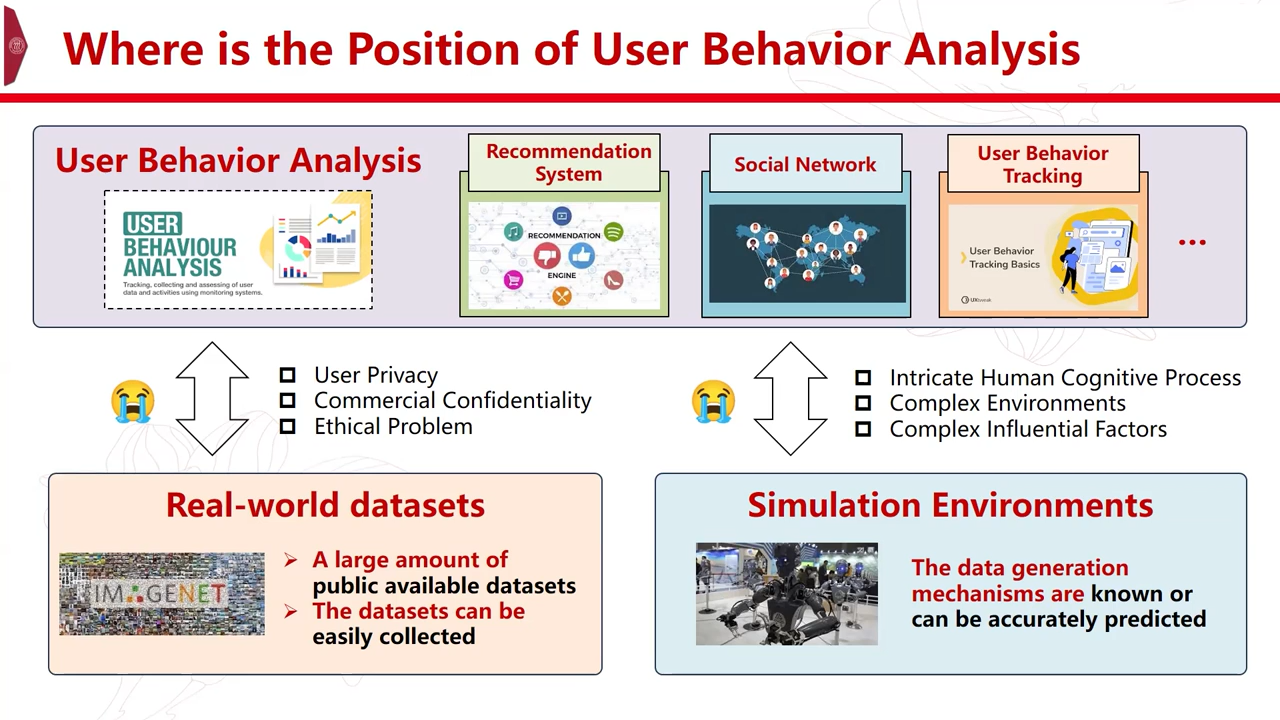 Where is the Position of User Behavior Analysis
User Behavior Analysis
USER
BEHAVIOUR
ANALYSIS
Tracking, collecting and assessing of user
data and activities using monitoring systems.
Recommendation
System
RECOMMENDATION
ENGINE
Social Network
User Behavior
Tracking
User Behavior
Tracking Basics
UXtweak
...
User Privacy
Commercial Confidentiality
Ethical Problem
Intricate Human Cognitive Process
Complex Environments
Complex Influential Factors
Real-world datasets
IMAGENET
A large amount of
public available datasets
The datasets can be
easily collected
Simulation Environments
The data generation
mechanisms are known or
can be accurately predicted